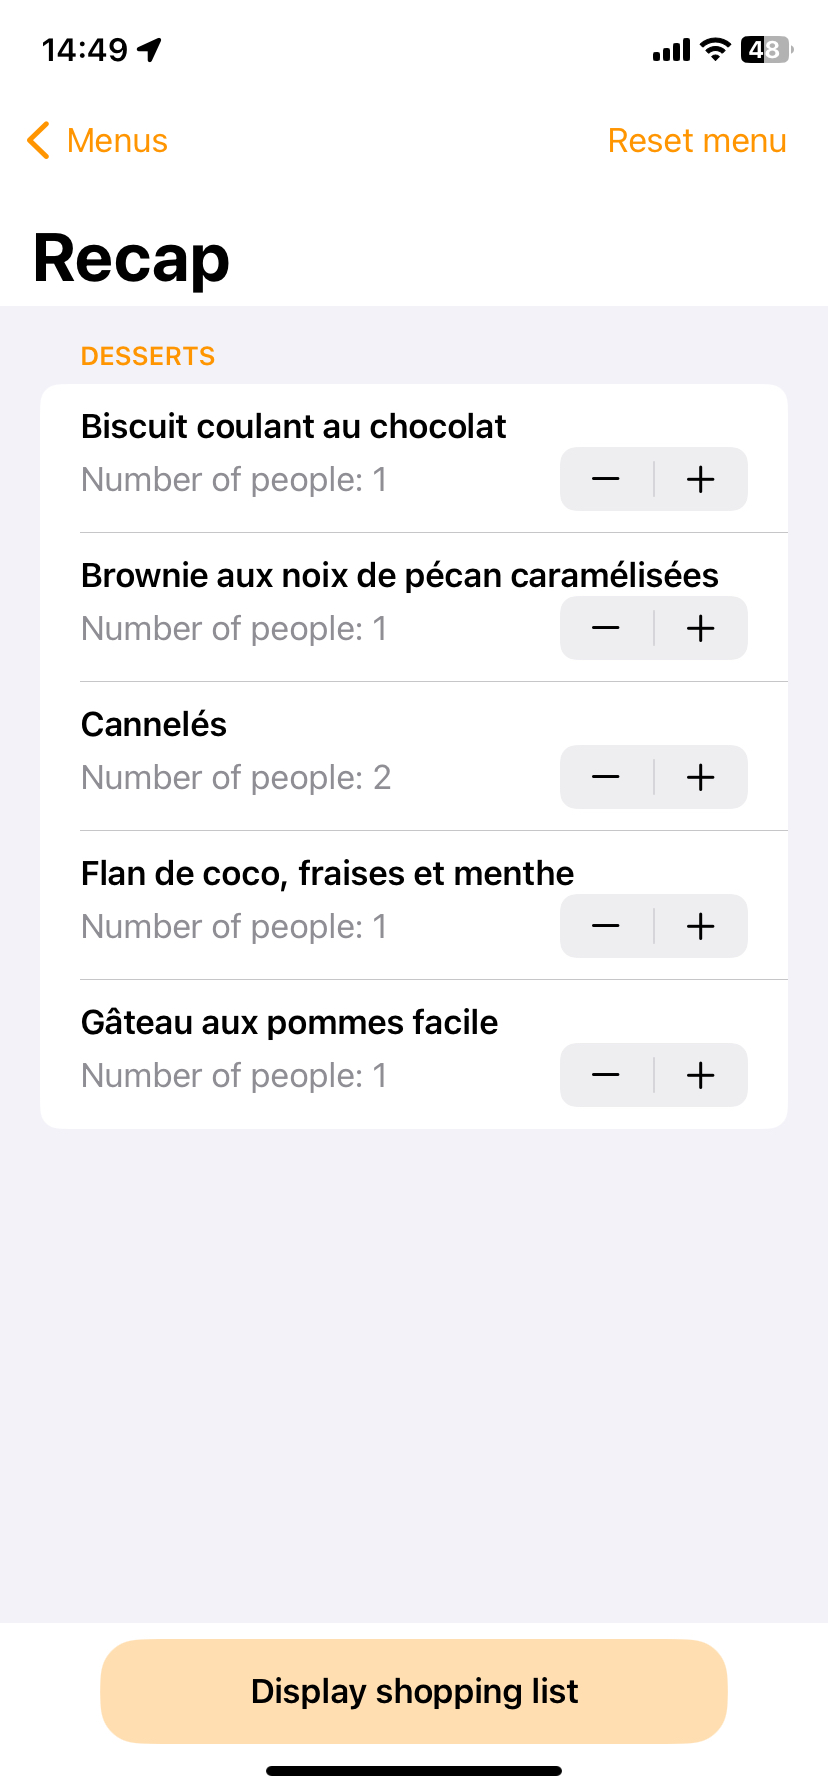 14:49
48
Menus
Reset menu
Recap
DESSERTS
Biscuit coulant au chocolat
Number of people: 1
Brownie aux noix de pécan caramélisées
Number of people: 1
Cannelés
Number of people: 2
Flan de coco, fraises et menthe
Number of people: 1
Gâteau aux pommes facile
Number of people: 1
Display shopping list